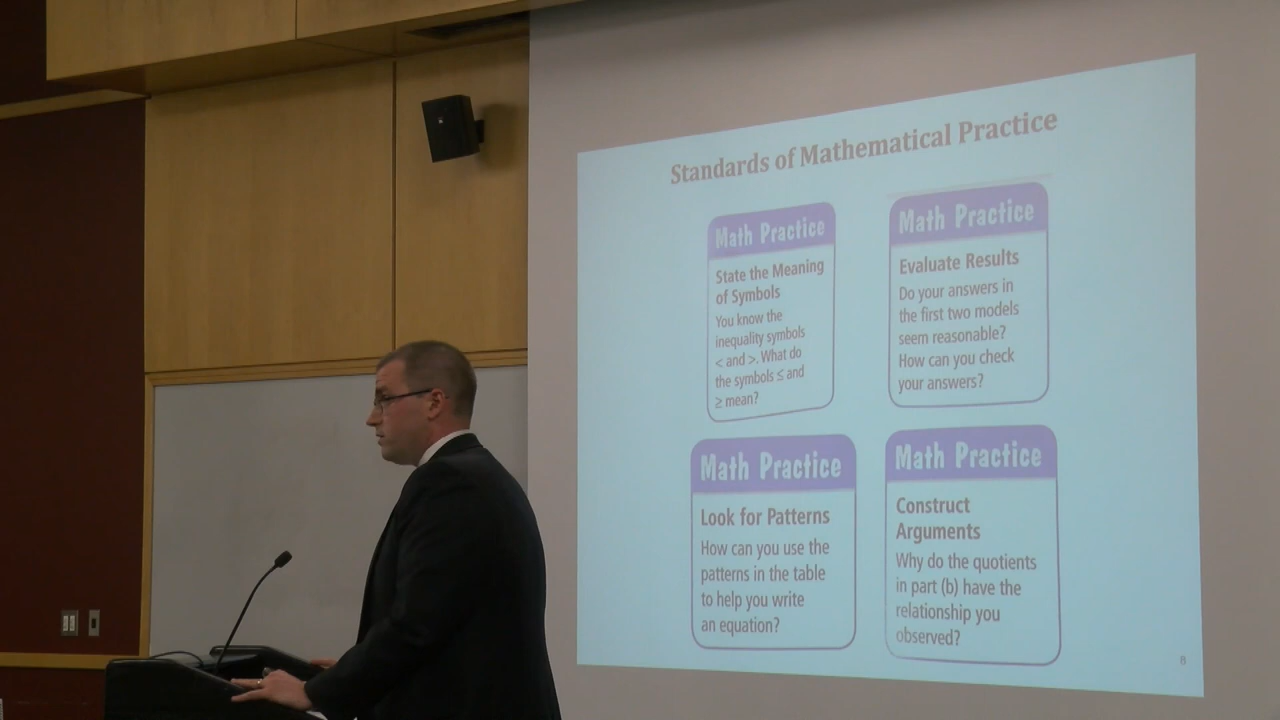 Standards of Mathematical Practice
Math Practice
State the Meaning
of Symbols
You know the
inequality symbols
< and >. What do
the symbols ≤ and
≥ mean?
Math Practice
Evaluate Results
Do your answers in
the first two models
seem reasonable?
How can you check
your answers?
Math Practice
Look for Patterns
How can you use the
patterns in the table
to help you write
an equation?
Math Practice
Construct
Arguments
Why do the quotients
in part (b) have the
relationship you
observed?
8